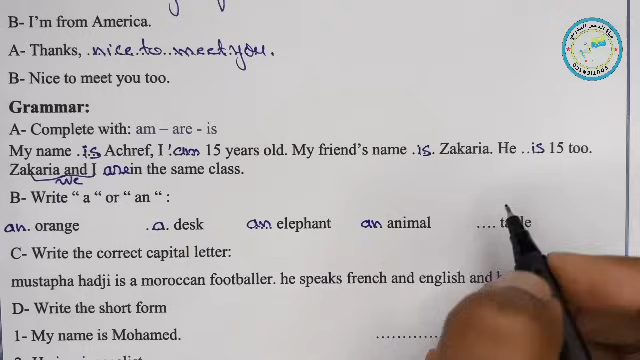 B- I'm from America.
A- Thanks, .nice.to..meet you.
B- Nice to meet you too.
Grammar:
A- Complete with: am – are - is
My name .is Achref, I am 15 years old. My friend's name .is. Zakaria. He ..is 15 too.
Zakaria and I are in the same class.
we
B- Write " a " or " an " :
an. orange .a. desk an. elephant an animal .... table
C- Write the correct capital letter:
mustapha hadji is a moroccan footballer. he speaks french and english and
D- Write the short form
1- My name is Mohamed. ............